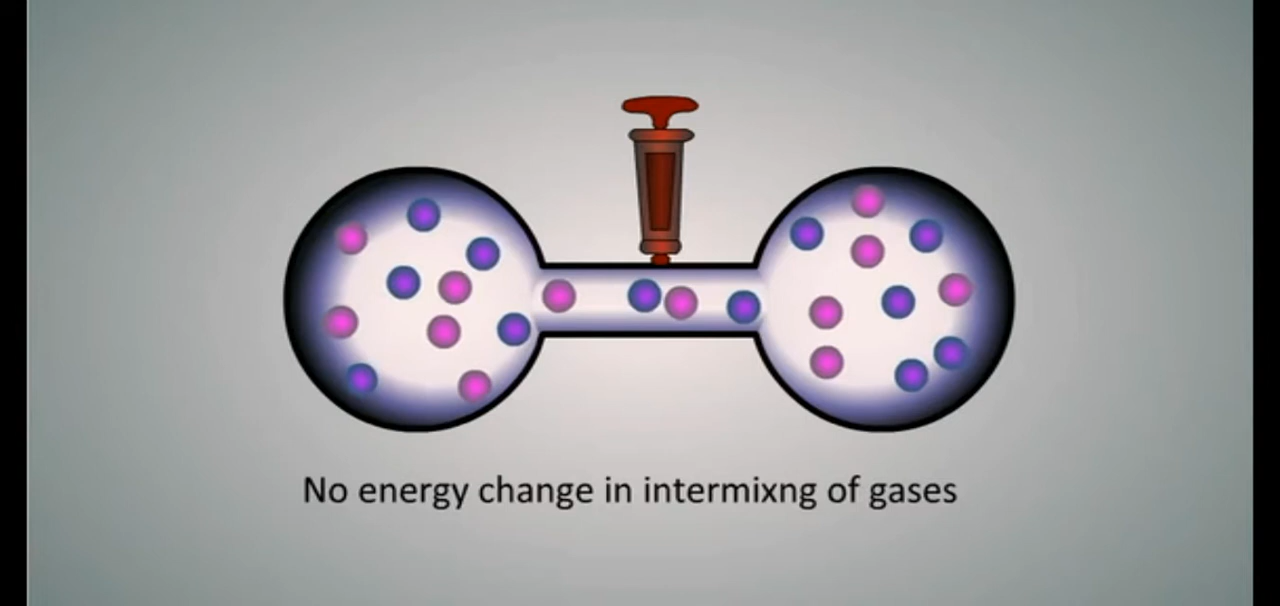 No energy change in intermixng of gases